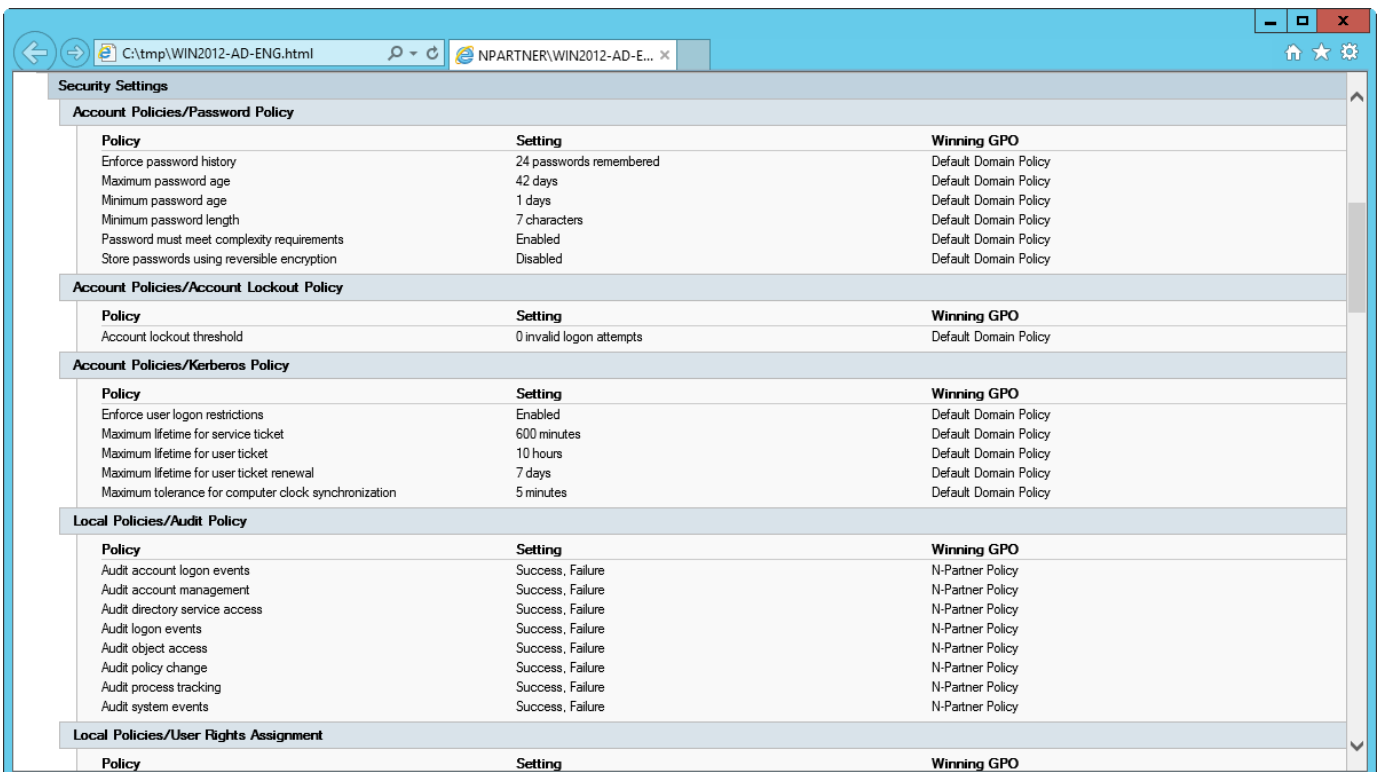 C:\tmp\WIN2012-AD-ENG.html NPARTNER\WIN2012-AD-E...
Security Settings
Account Policies/Password Policy
Policy Setting Winning GPO
Enforce password history 24 passwords remembered Default Domain Policy
Maximum password age 42 days Default Domain Policy
Minimum password age 1 days Default Domain Policy
Minimum password length 7 characters Default Domain Policy
Password must meet complexity requirements Enabled Default Domain Policy
Store passwords using reversible encryption Disabled Default Domain Policy
Account Policies/Account Lockout Policy
Policy Setting Winning GPO
Account lockout threshold 0 invalid logon attempts Default Domain Policy
Account Policies/Kerberos Policy
Policy Setting Winning GPO
Enforce user logon restrictions Enabled Default Domain Policy
Maximum lifetime for service ticket 600 minutes Default Domain Policy
Maximum lifetime for user ticket 10 hours Default Domain Policy
Maximum lifetime for user ticket renewal 7 days Default Domain Policy
Maximum tolerance for computer clock synchronization 5 minutes Default Domain Policy
Local Policies/Audit Policy
Policy Setting Winning GPO
Audit account logon events Success, Failure N-Partner Policy
Audit account management Success, Failure N-Partner Policy
Audit directory service access Success, Failure N-Partner Policy
Audit logon events Success, Failure N-Partner Policy
Audit object access Success, Failure N-Partner Policy
Audit policy change Success, Failure N-Partner Policy
Audit process tracking Success, Failure N-Partner Policy
Audit system events Success, Failure N-Partner Policy
Local Policies/User Rights Assignment
Policy Setting Winning GPO